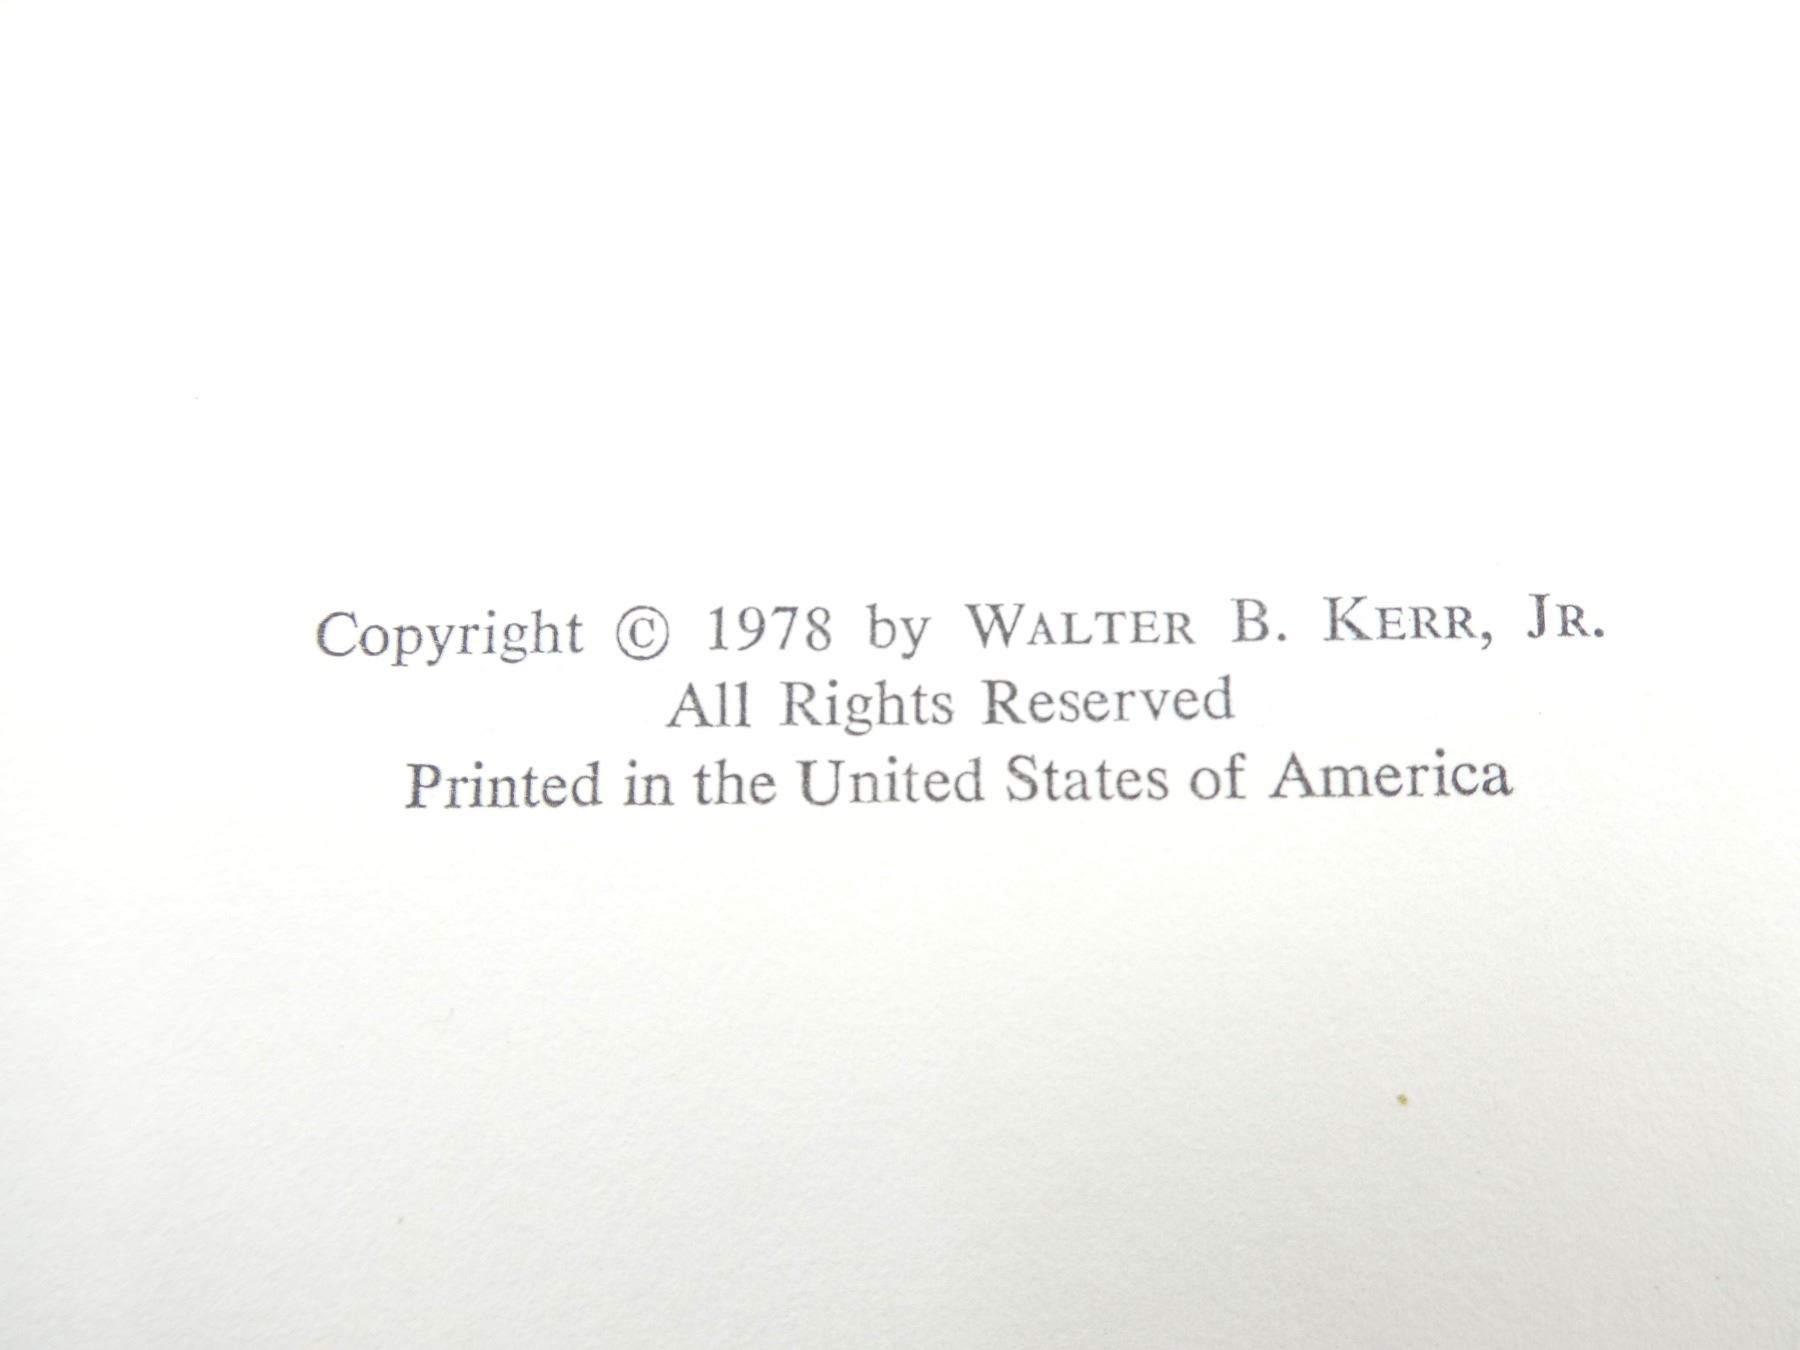 Copyright © 1978 by WALTER B. KERR, JR.
All Rights Reserved
Printed in the United States of America